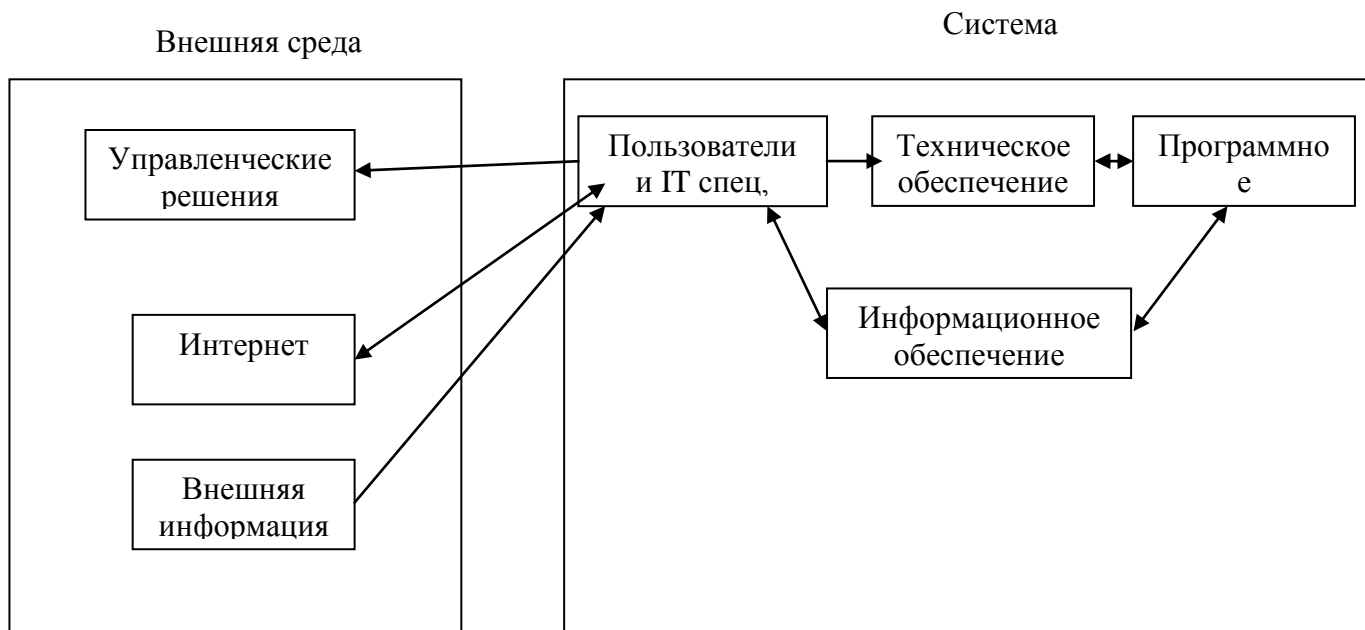 Внешняя среда
Система
Управленческие
решения
Интернет
Внешняя
информация
Пользователи
и IT спец,
Техническое
обеспечение
Программно
е
Информационное
обеспечение